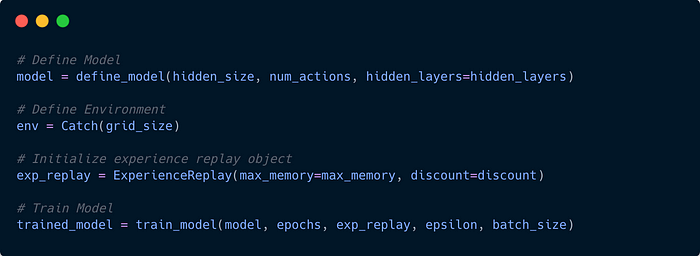 # Define Model
model = define_model(hidden_size, num_actions, hidden_layers=hidden_layers)
# Define Environment
env = Catch(grid_size)
# Initialize experience replay object
exp_replay = ExperienceReplay(max_memory=max_memory, discount=discount)
# Train Model
trained_model = train_model(model, epochs, exp_replay, epsilon, batch_size)